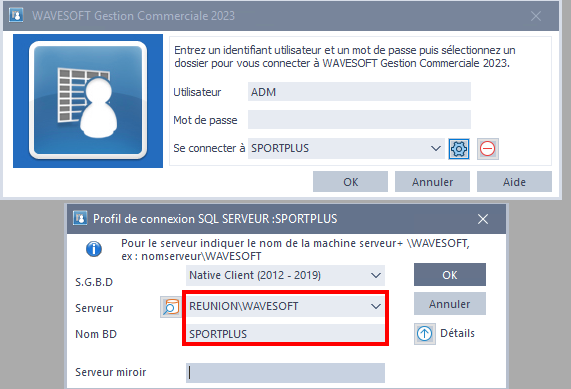 WAVESOFT Gestion Commerciale 2023
Entrez un identifiant utilisateur et un mot de passe puis sélectionnez un
dossier pour vous connecter à WAVESOFT Gestion Commerciale 2023.
Utilisateur ADM
Mot de passe
Se connecter à SPORTPLUS
OK Annuler Aide
Profil de connexion SQL SERVEUR :SPORTPLUS
Pour le serveur indiquer le nom de la machine serveur+ \WAVESOFT,
ex : nomserveur\WAVESOFT
S.G.B.D Native Client (2012 - 2019) OK
Serveur REUNION\WAVESOFT Annuler
Nom BD SPORTPLUS Détails
Serveur miroir